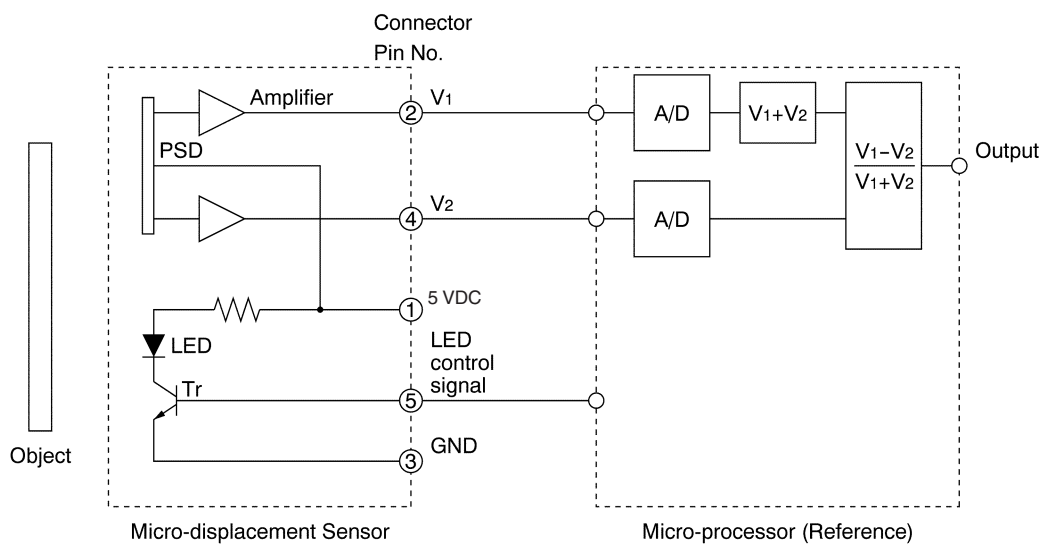 Connector
Pin No.
Amplifier
② V₁
A/D
V₁+V₂
PSD
V₁−V₂
V₁+V₂
Output
④ V₂
A/D
① 5 VDC
LED
LED
control
signal
Tr
⑤
③ GND
Object
Micro-displacement Sensor
Micro-processor (Reference)